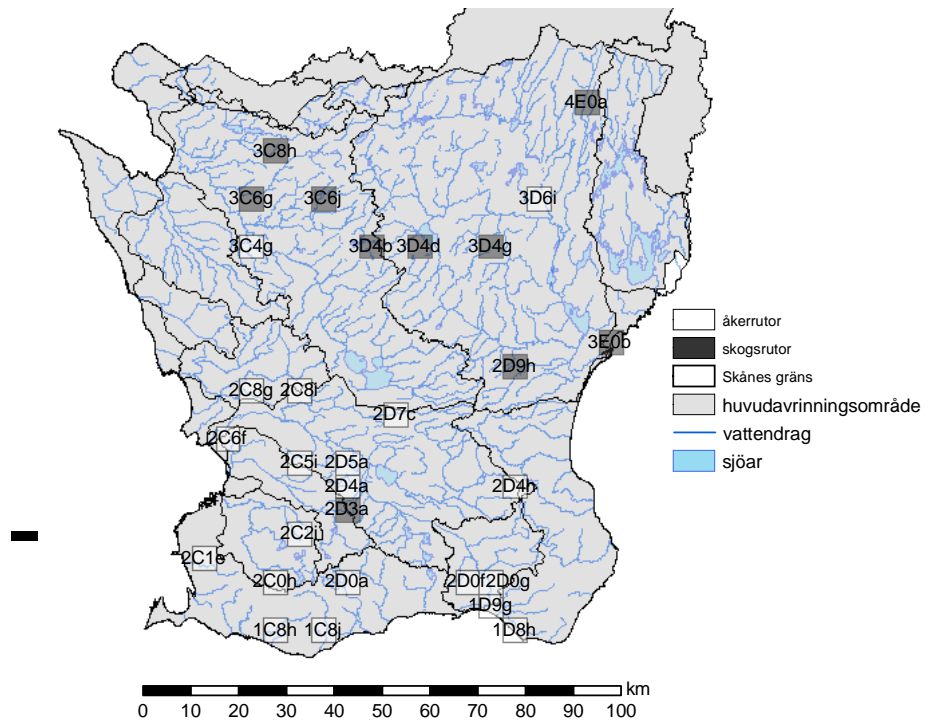 4E0a
3C8h
3C6g 3C6j 3D6i
3C4g 3D4b 3D4d 3D4g
3E0b
2D9h
2C8g 2C8i
2D7c
2C6f
2C5i 2D5a
2D4a 2D4h
2D3a
2C2j
2C1e
2C0h 2D0a 2D0f 2D0g
1D9g
1C8h 1C8j 1D8h
åkerrutor
skogsrutor
Skånes gräns
huvudavrinningsområde
vattendrag
sjöar
km
0 10 20 30 40 50 60 70 80 90 100